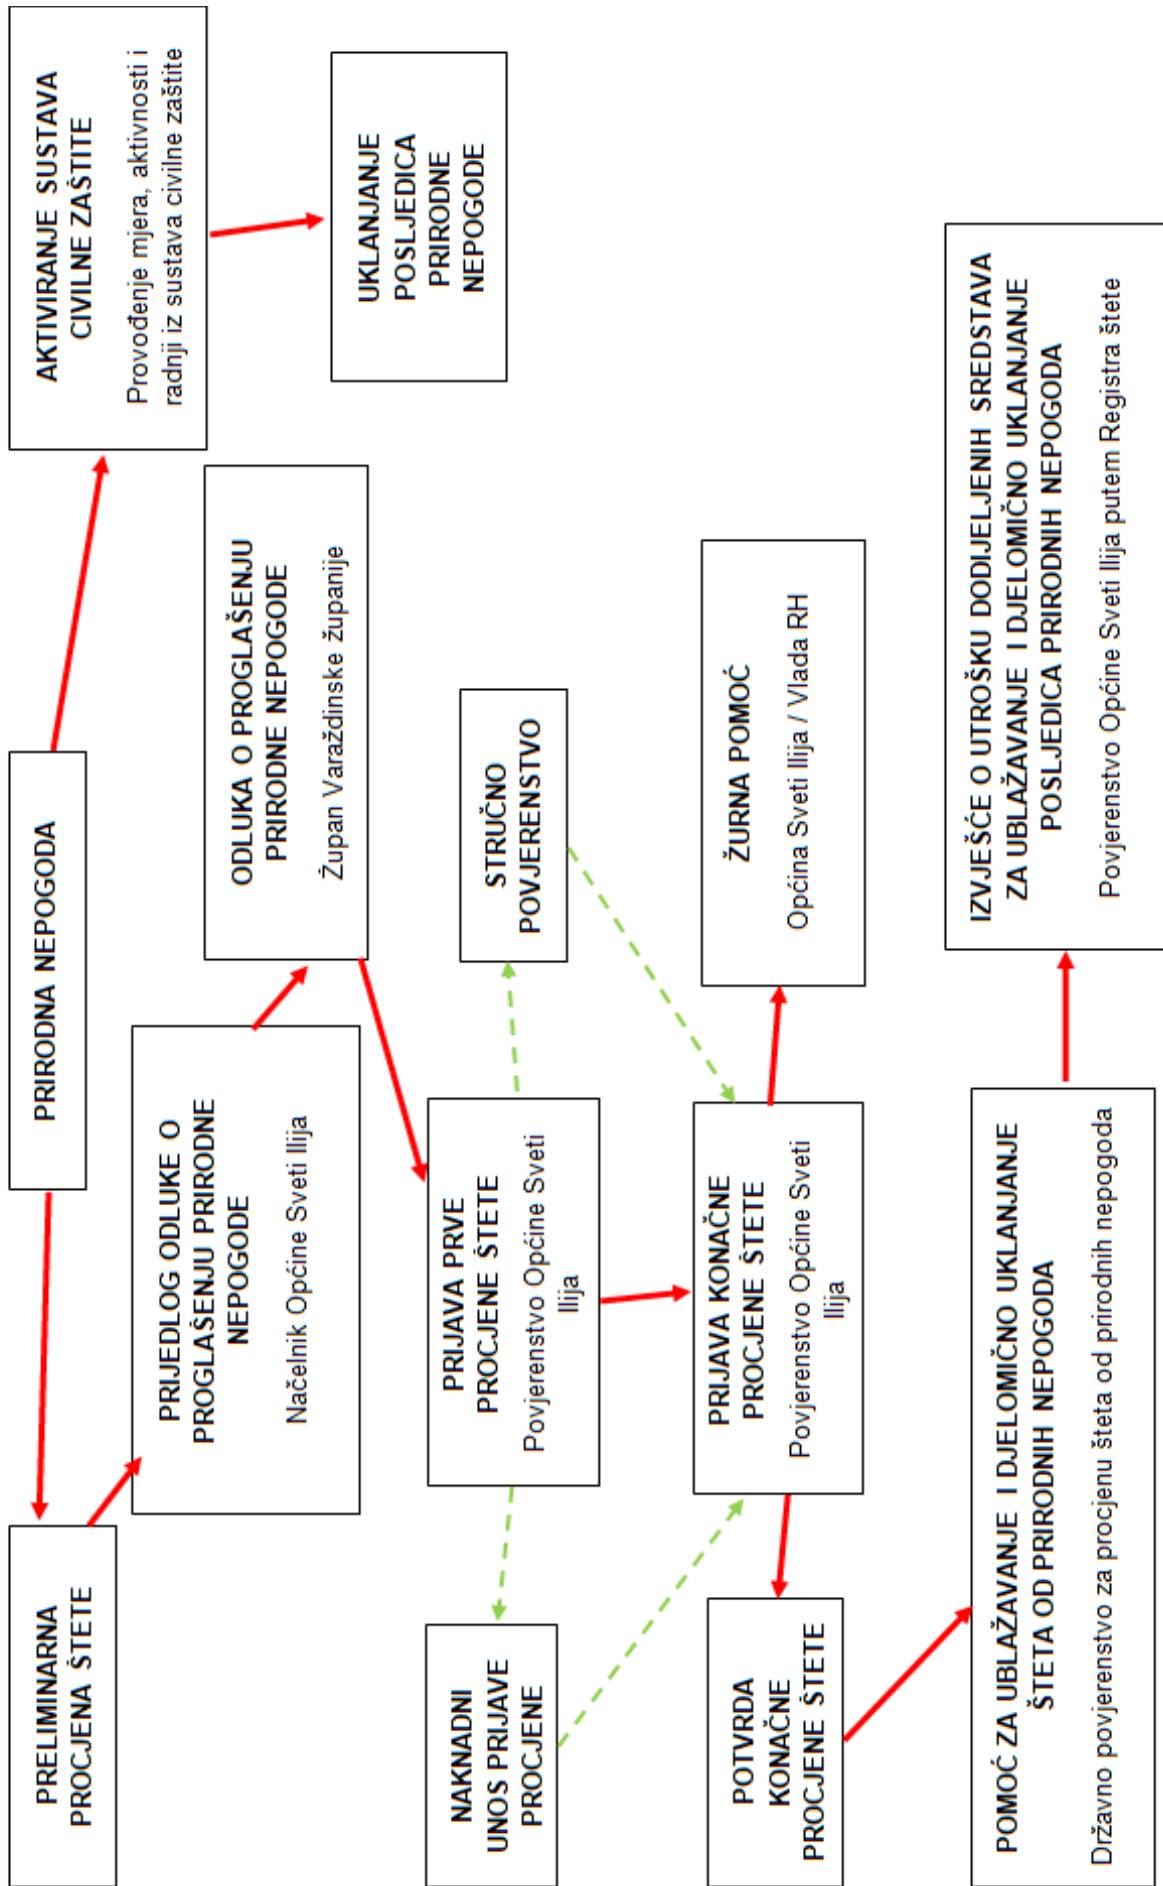 PRIRODNA NEPOGODA
PRELIMINARNA
PROCJENA ŠTETE
AKTIVIRANJE SUSTAVA
CIVILNE ZAŠTITE
Provođenje mjera, aktivnosti i
radnji iz sustava civilne zaštite
PRIJEDLOG ODLUKE O
PROGLAŠENJU PRIRODNE
NEPOGODE
Načelnik Općine Sveti Ilija
ODLUKA O PROGLAŠENJU
PRIRODNE NEPOGODE
Župan Varaždinske županije
UKLANJANJE
POSLJEDICA
PRIRODNE
NEPOGODE
NAKNADNI
UNOS PRIJAVE
PROCJENE
PRIJAVA PRVE
PROCJENE ŠTETE
Povjerenstvo Općine Sveti
Ilija
STRUČNO
POVJERENSTVO
POTVRDA
KONAČNE
PROCJENE ŠTETE
PRIJAVA KONAČNE
PROCJENE ŠTETE
Povjerenstvo Općine Sveti
Ilija
ŽURNA POMOĆ
Općina Sveti Ilija / Vlada RH
POMOĆ ZA UBLAŽAVANJE I DJELOMIČNO UKLANJANJE
ŠTETA OD PRIRODNIH NEPOGODA
Državno povjerenstvo za procjenu šteta od prirodnih nepogoda
IZVJEŠĆE O UTROŠKU DODIJELJENIH SREDSTAVA
ZA UBLAŽAVANJE I DJELOMIČNO UKLANJANJE
POSLJEDICA PRIRODNIH NEPOGODA
Povjerenstvo Općine Sveti Ilija putem Registra štete